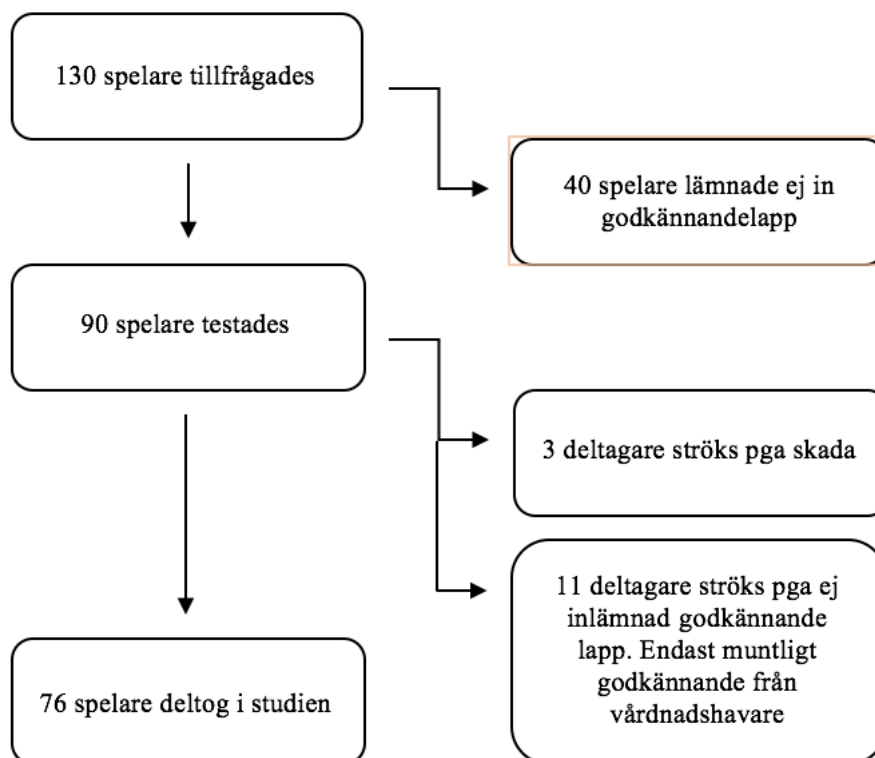 130 spelare tillfrågades
40 spelare lämnade ej in
godkännandelapp
90 spelare testades
3 deltagare ströks pga skada
11 deltagare ströks pga ej
inlämnad godkännande
lapp. Endast muntligt
godkännande från
vårdnadshavare
76 spelare deltog i studien